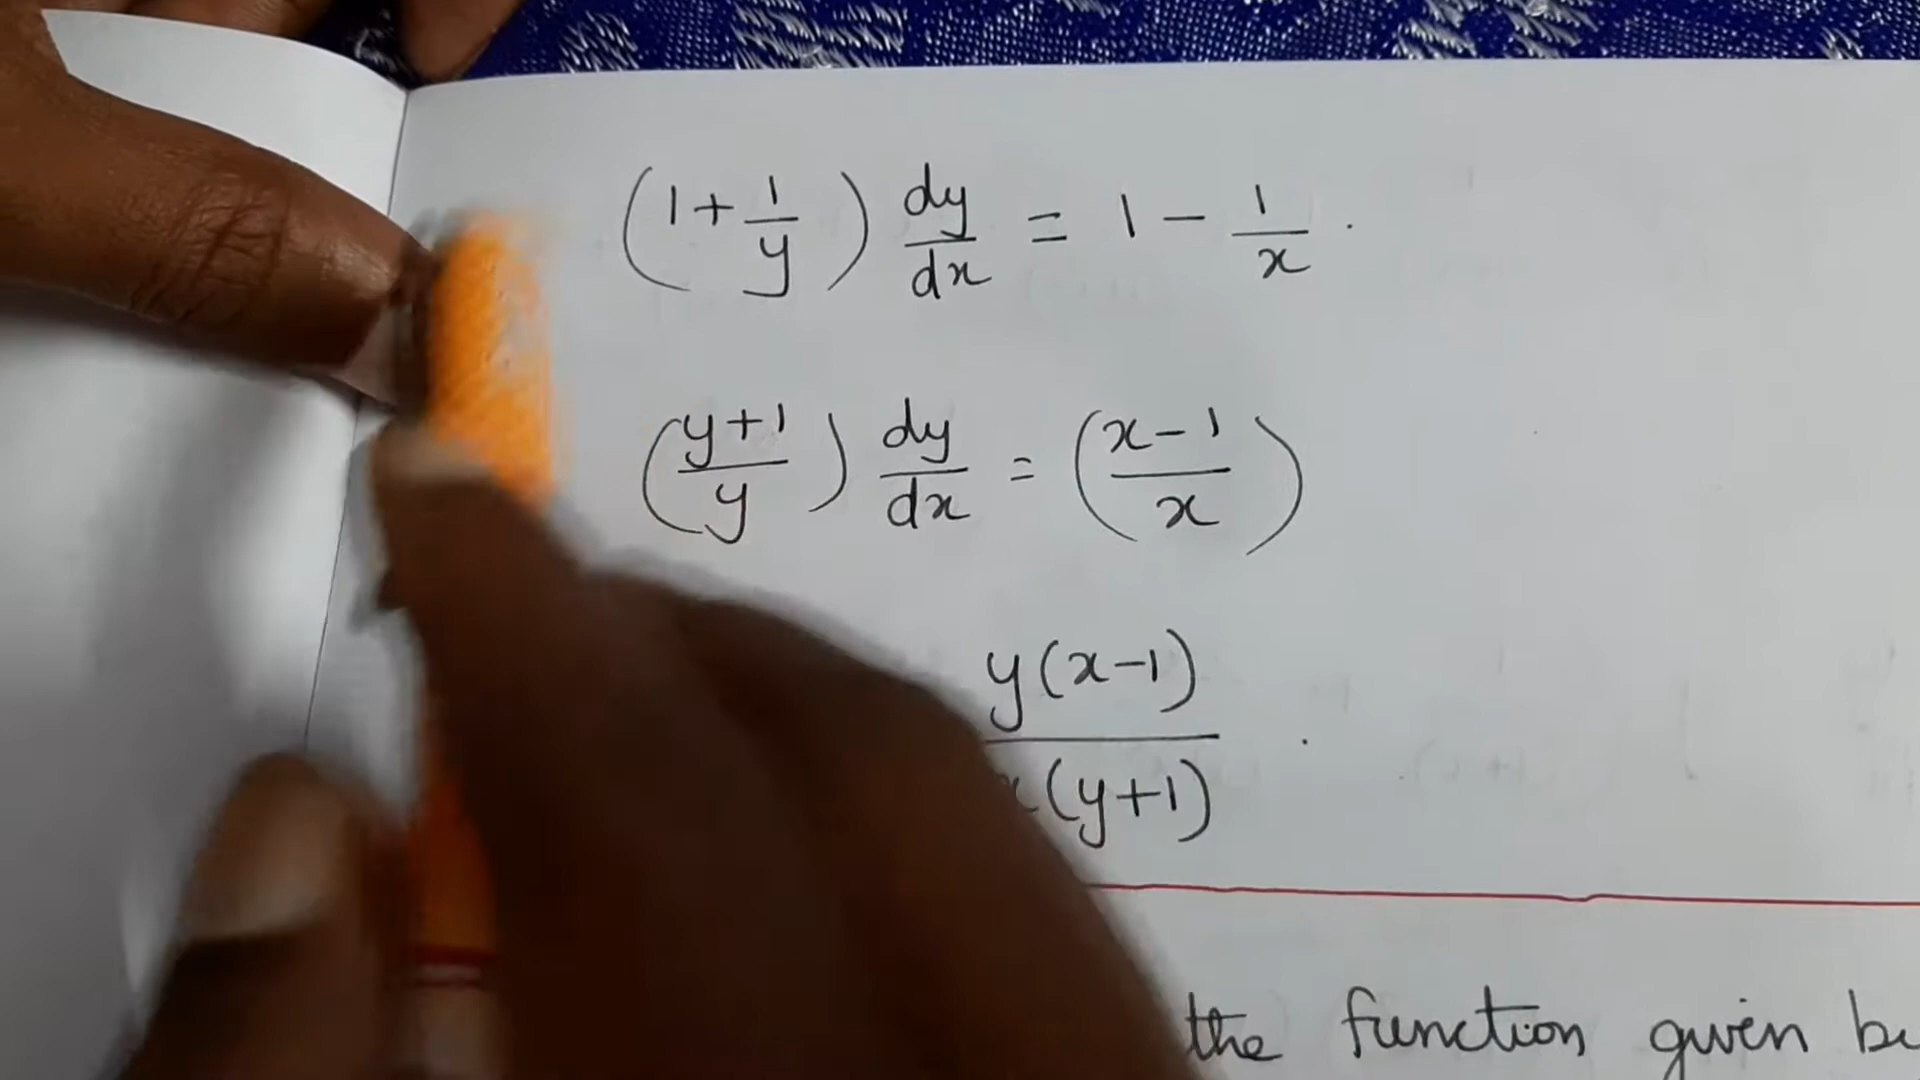 (1 + 1/y) dy/dx = 1 - 1/x .
(y+1/y) dy/dx = (x-1/x)
y(x-1)
(y+1)
the function given